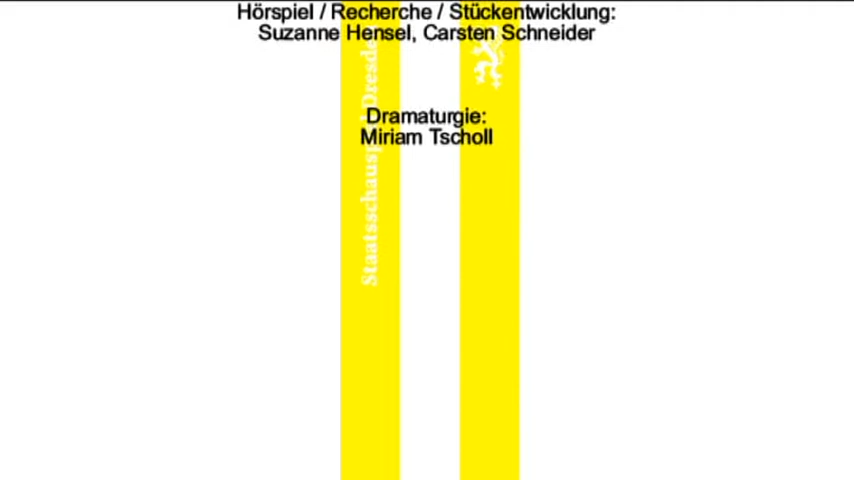 Hörspiel / Recherche / Stückentwicklung:
Suzanne Hensel, Carsten Schneider
Dramaturgie:
Miriam Tscholl
Staatsschauspiel Dresden